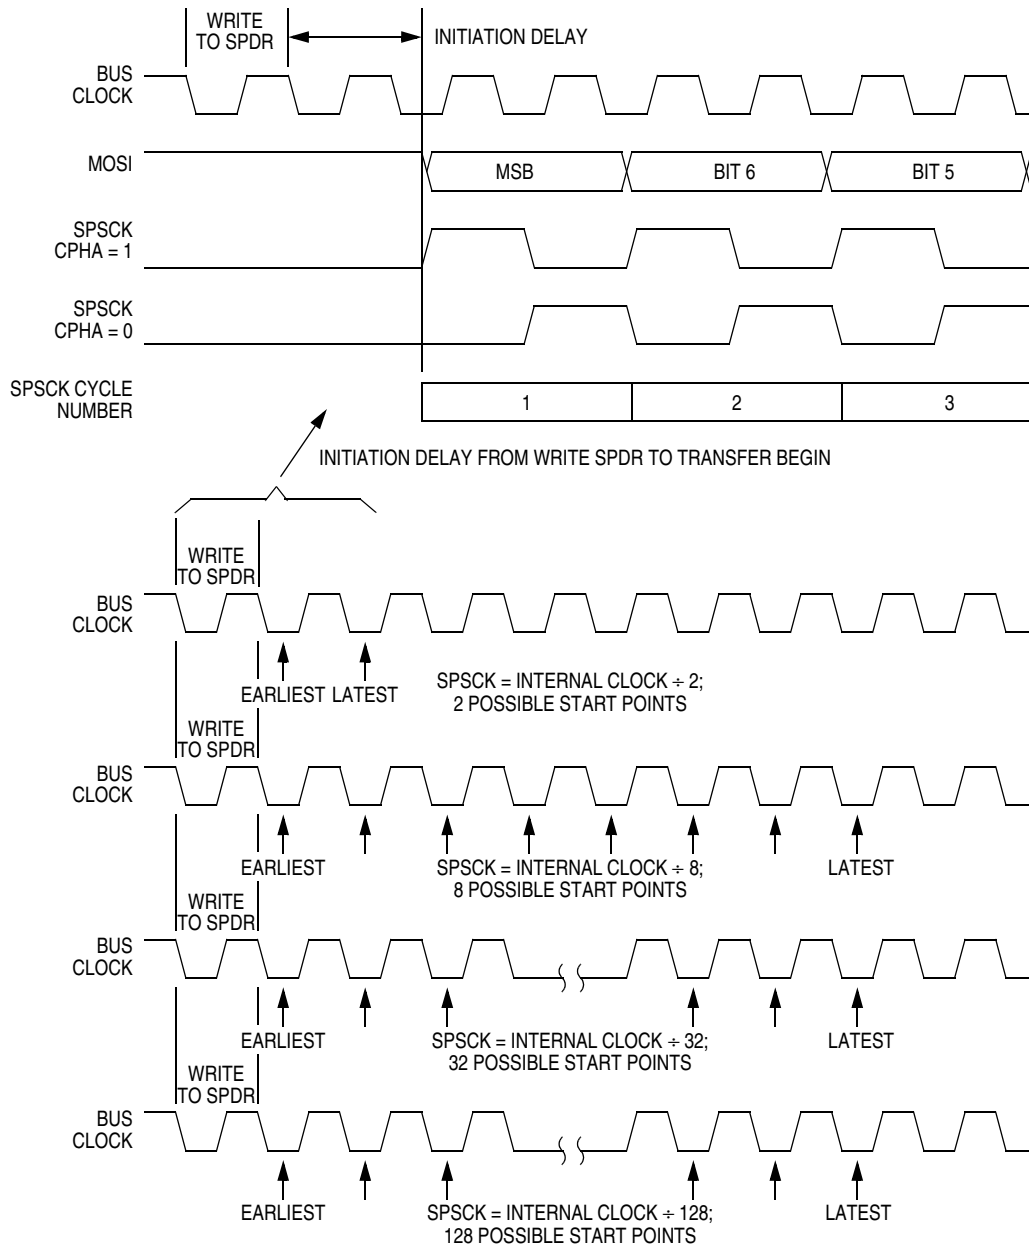 WRITE
TO SPDR
INITIATION DELAY
BUS
CLOCK
MOSI
MSB
BIT 6
BIT 5
SPSCK
CPHA = 1
SPSCK
CPHA = 0
SPSCK CYCLE
NUMBER
1
2
3
INITIATION DELAY FROM WRITE SPDR TO TRANSFER BEGIN
WRITE
TO SPDR
BUS
CLOCK
EARLIEST
LATEST
SPSCK = INTERNAL CLOCK ÷ 2;
2 POSSIBLE START POINTS
WRITE
TO SPDR
BUS
CLOCK
EARLIEST
SPSCK = INTERNAL CLOCK ÷ 8;
8 POSSIBLE START POINTS
LATEST
WRITE
TO SPDR
BUS
CLOCK
EARLIEST
SPSCK = INTERNAL CLOCK ÷ 32;
32 POSSIBLE START POINTS
LATEST
WRITE
TO SPDR
BUS
CLOCK
EARLIEST
SPSCK = INTERNAL CLOCK ÷ 128;
128 POSSIBLE START POINTS
LATEST